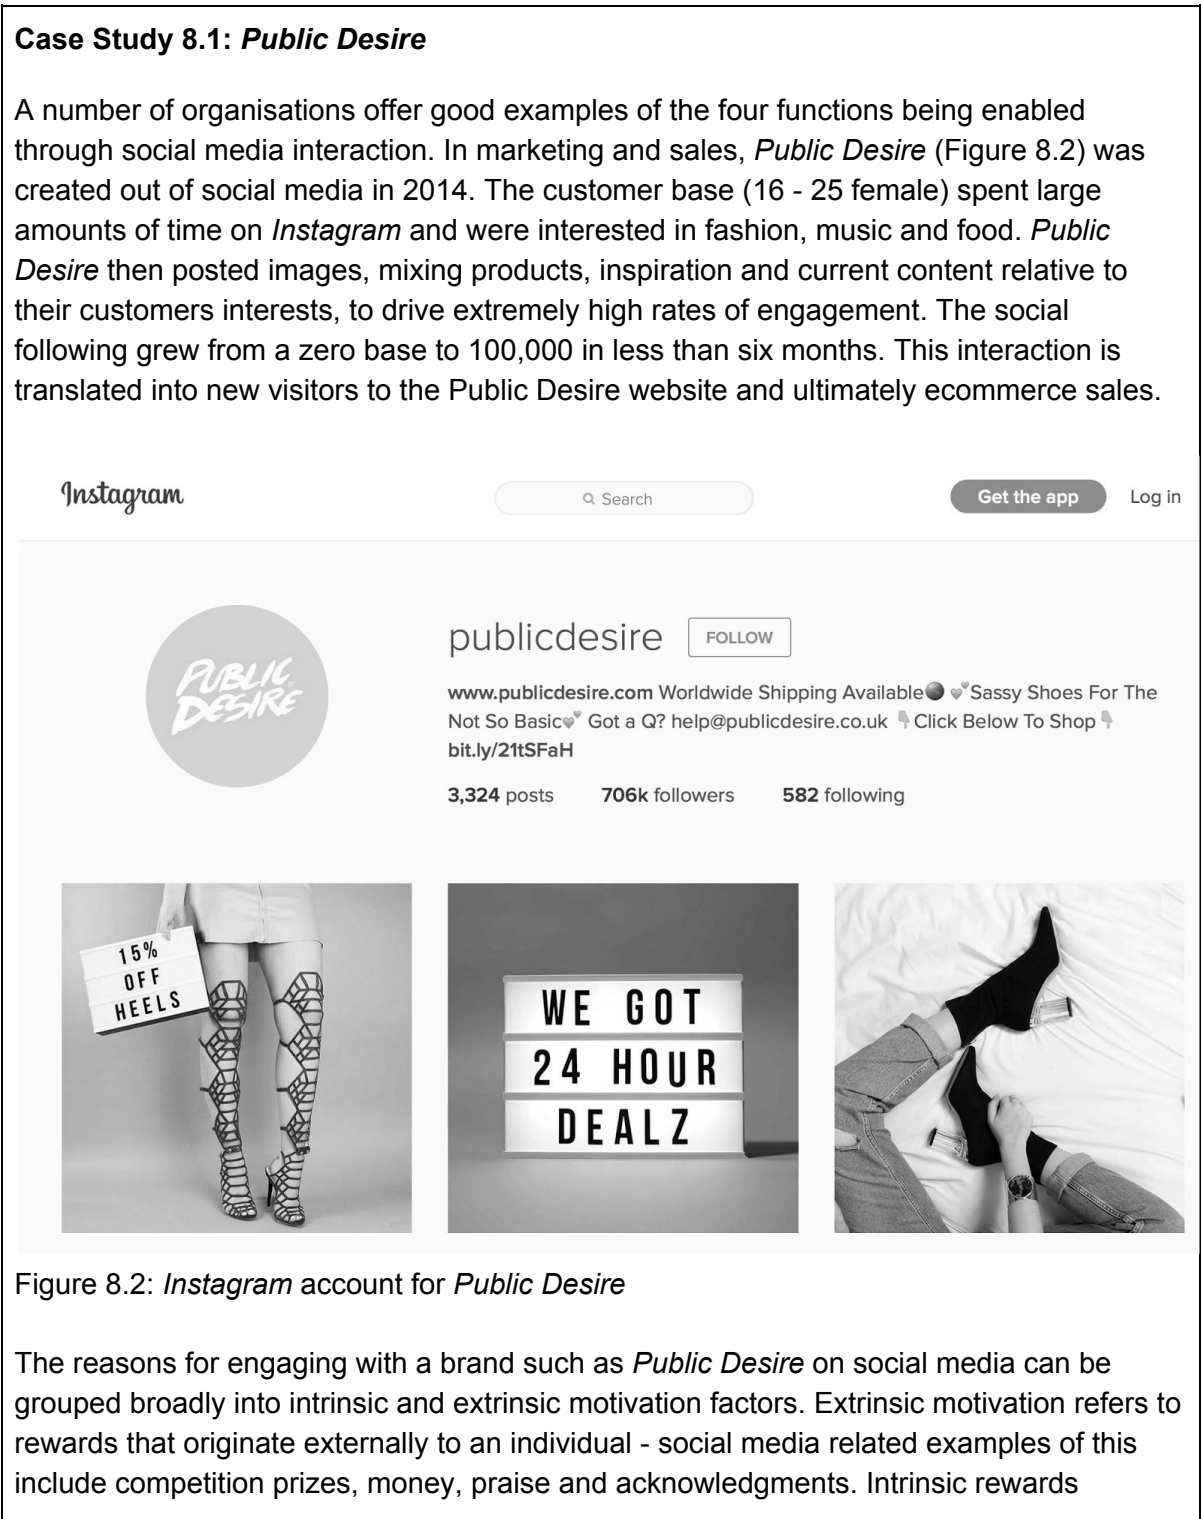 Case Study 8.1: Public Desire
A number of organisations offer good examples of the four functions being enabled
through social media interaction. In marketing and sales, Public Desire (Figure 8.2) was
created out of social media in 2014. The customer base (16 - 25 female) spent large
amounts of time on Instagram and were interested in fashion, music and food. Public
Desire then posted images, mixing products, inspiration and current content relative to
their customers interests, to drive extremely high rates of engagement. The social
following grew from a zero base to 100,000 in less than six months. This interaction is
translated into new visitors to the Public Desire website and ultimately ecommerce sales.
Instagram
Search
Get the app
Log in
PUBLIC
DESIRE
publicdesire
FOLLOW
www.publicdesire.com Worldwide Shipping Available🌑 💕Sassy Shoes For The
Not So Basic💕 Got a Q? help@publicdesire.co.uk 👇Click Below To Shop👇
bit.ly/21tSFaH
3,324 posts 706k followers 582 following
15%
OFF
HEELS
WE GOT
24 HOUR
DEALZ
Figure 8.2: Instagram account for Public Desire
The reasons for engaging with a brand such as Public Desire on social media can be
grouped broadly into intrinsic and extrinsic motivation factors. Extrinsic motivation refers to
rewards that originate externally to an individual - social media related examples of this
include competition prizes, money, praise and acknowledgments. Intrinsic rewards